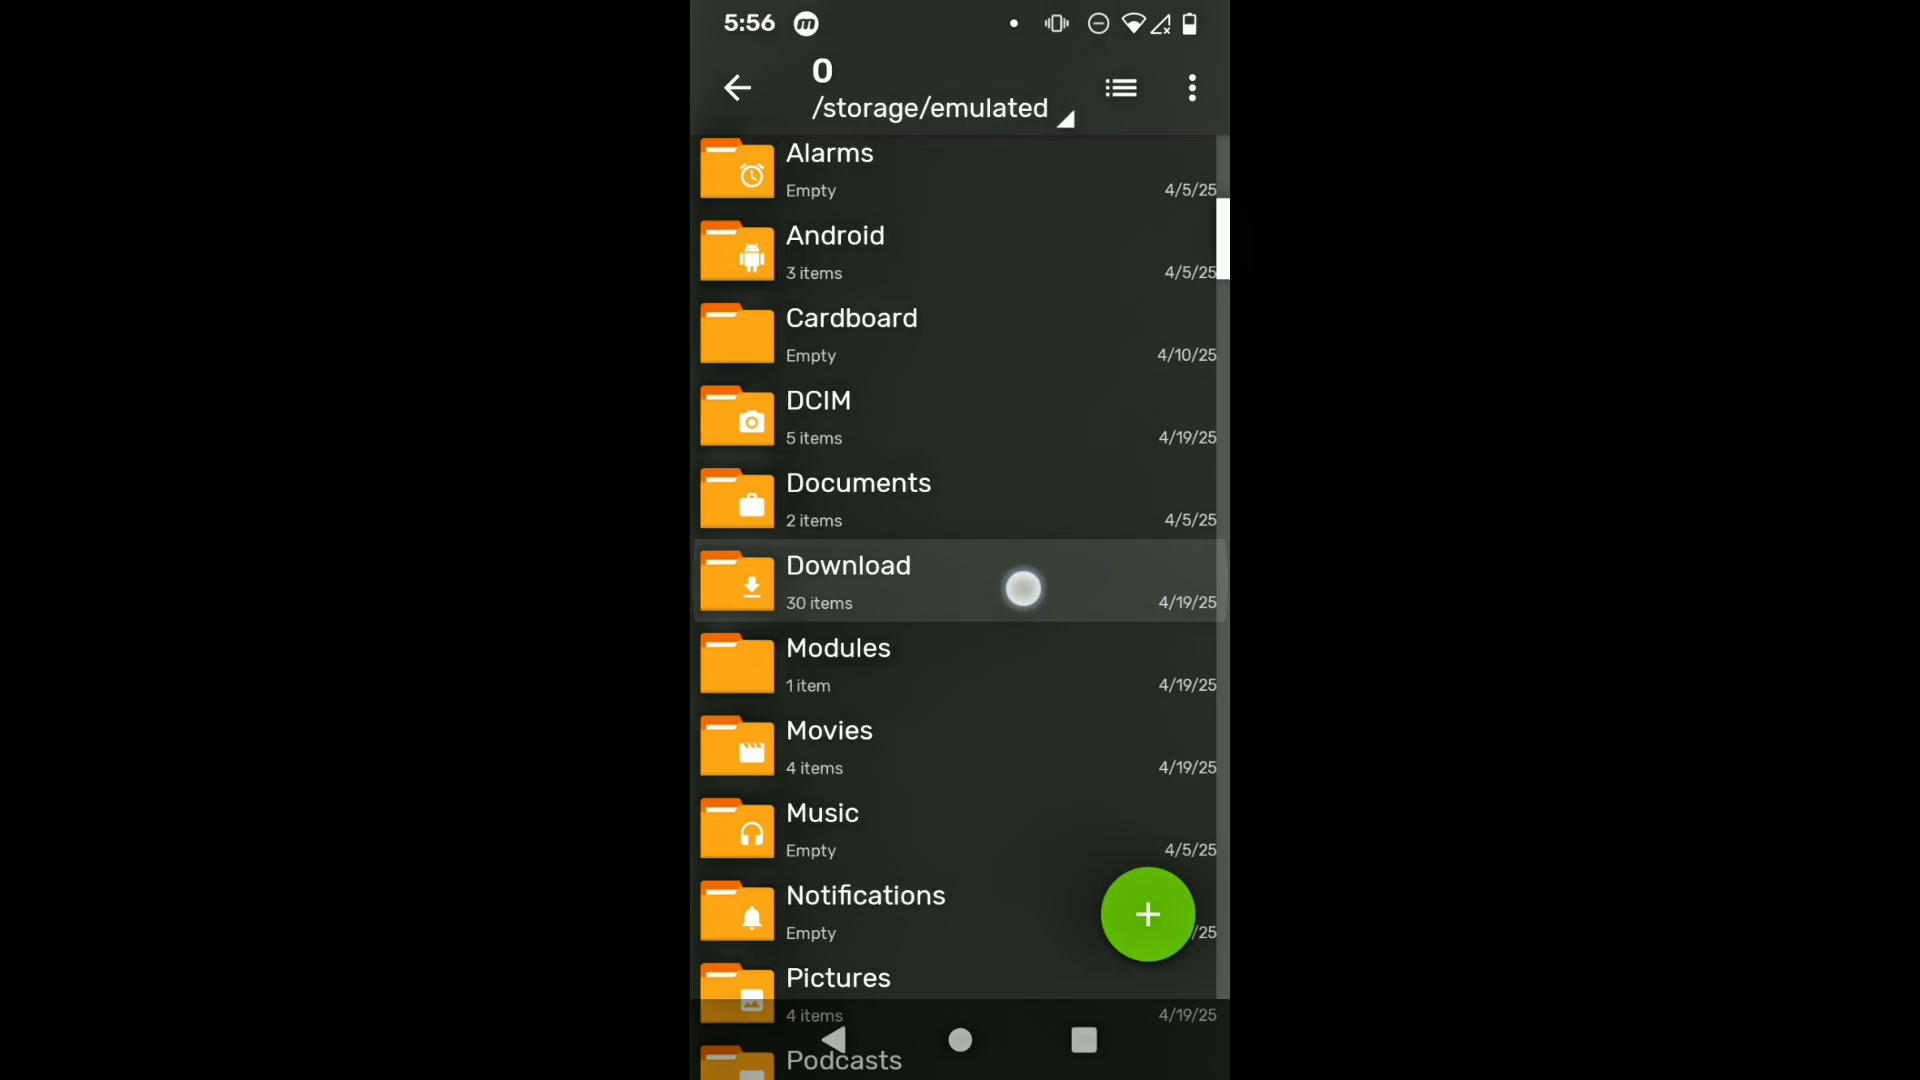 5:56
0
/storage/emulated
Alarms
Empty
4/5/25
Android
3 items
4/5/25
Cardboard
Empty
4/10/25
DCIM
5 items
4/19/25
Documents
2 items
4/5/25
Download
30 items
4/19/25
Modules
1 item
4/19/25
Movies
4 items
4/19/25
Music
Empty
4/5/25
Notifications
Empty
/25
Pictures
4 items
4/19/25
Podcasts